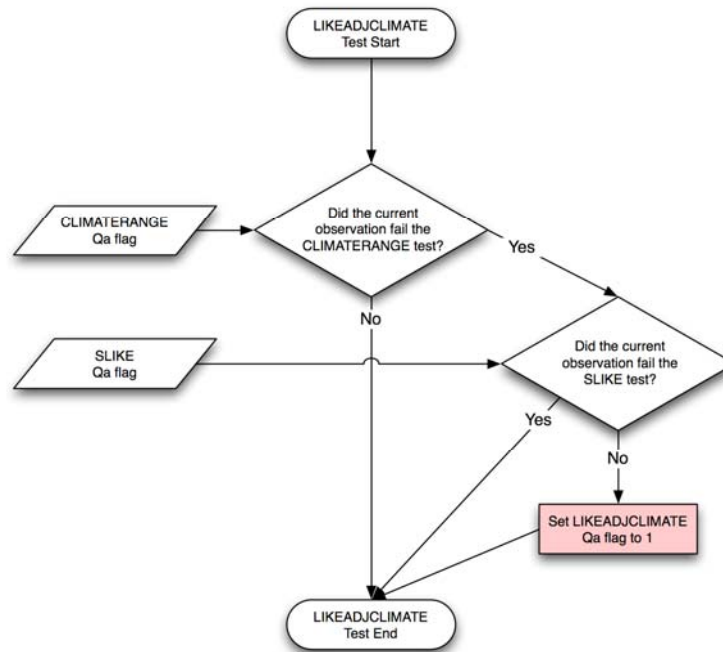 LIKEADJCLIMATE
Test Start
CLIMATERANGE
Qa flag
Did the current
observation fail the
CLIMATERANGE test?
Yes
No
SLIKE
Qa flag
Did the current
observation fail the
SLIKE test?
Yes
No
Set LIKEADJCLIMATE
Qa flag to 1
LIKEADJCLIMATE
Test End